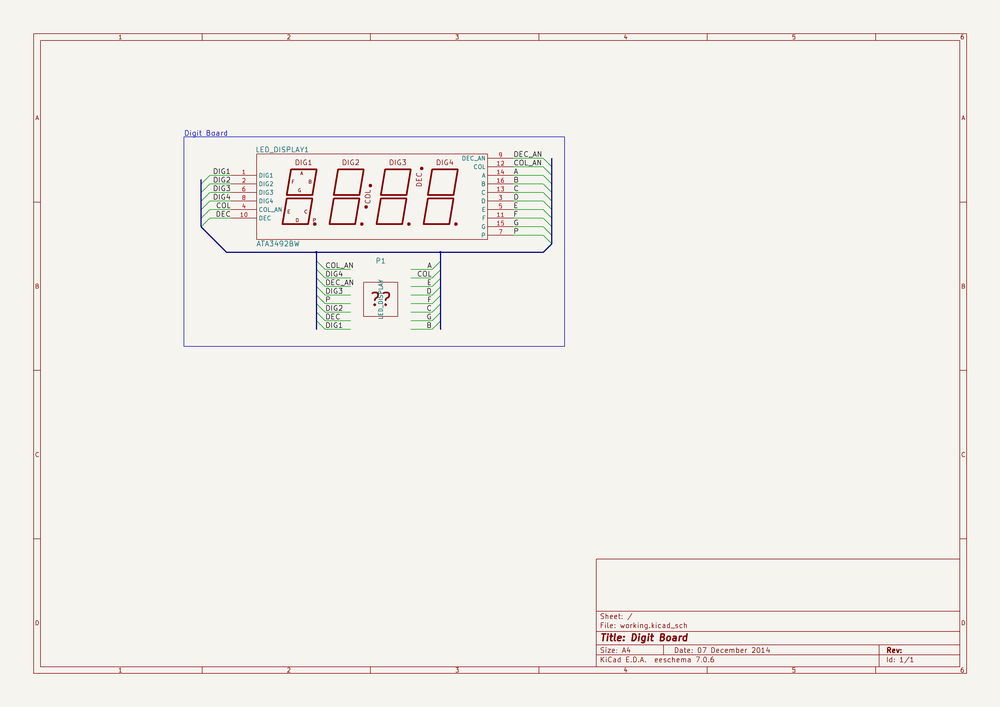 1 2 3 4 5 6
A A
Digit Board
LED_DISPLAY1
DIG1 DIG2 DIG3 DIG4
DEC_AN 9 DEC_AN
COL 12 COL_AN
DIG1 1 DIG1
A 14 A
DIG2 2 DIG2
B 16 B
DIG3 6 DIG3
C 13 C
DIG4 8 DIG4
D 3 D
COL 4 COL_AN
E 5 E
DEC 10 DEC
F 11 F
G 15 G
P 7 P
A
F B
G
E C
D P
COL
DEC
ATA3492BW
P1
COL_AN A
DIG4 COL
DEC_AN E
DIG3 D
P F
DIG2 C
DEC G
DIG1 B
??
LED_DISPLAY
B B
C C
D D
Sheet: /
File: working.kicad_sch
Title: Digit Board
Size: A4 Date: 07 December 2014 Rev:
KiCad E.D.A. eeschema 7.0.6 Id: 1/1
1 2 3 4 5 6